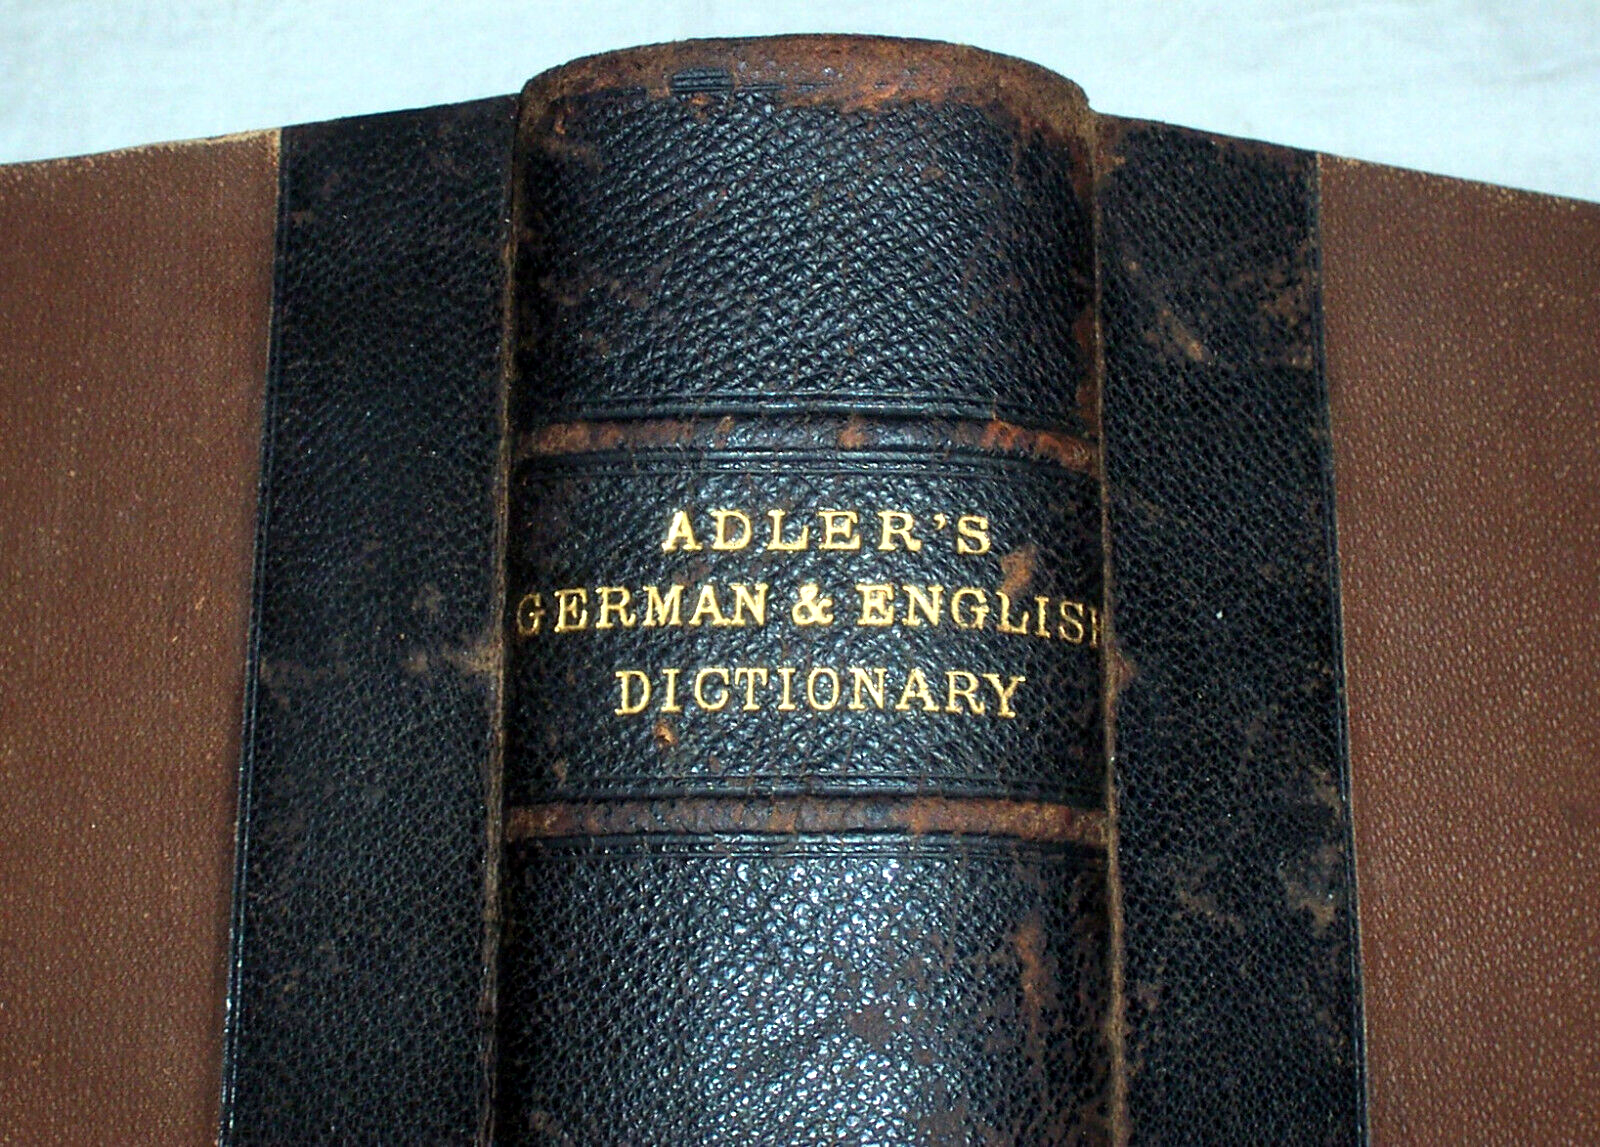 ADLER'S
GERMAN & ENGLISH
DICTIONARY